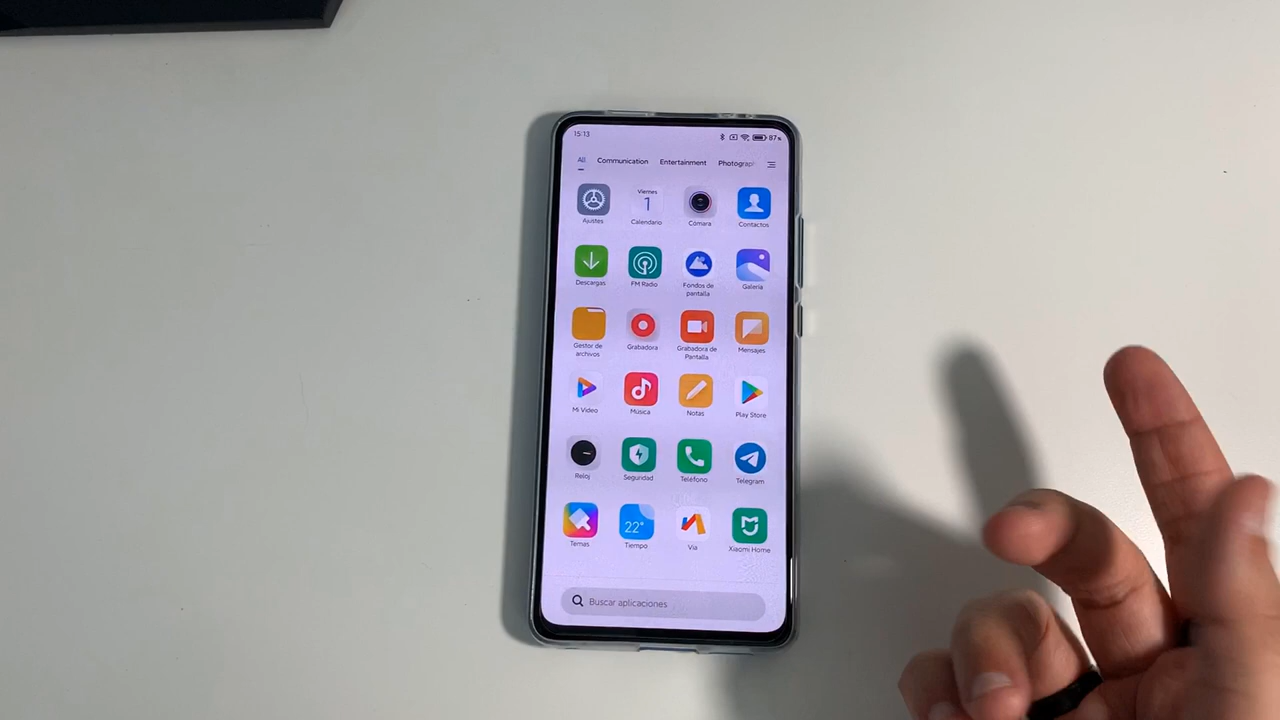 15:13 87%
All Communication Entertainment Photograp
Viernes
1
Ajustes Calendario Cámara Contactos
Descargas FM Radio Fondos de pantalla Galería
Gestor de archivos Grabadora Grabadora de Pantalla Mensajes
Mi Video Música Notas Play Store
Reloj Seguridad Teléfono Telegram
22°
Temas Tiempo Vía Xiaomi Home
Buscar aplicaciones